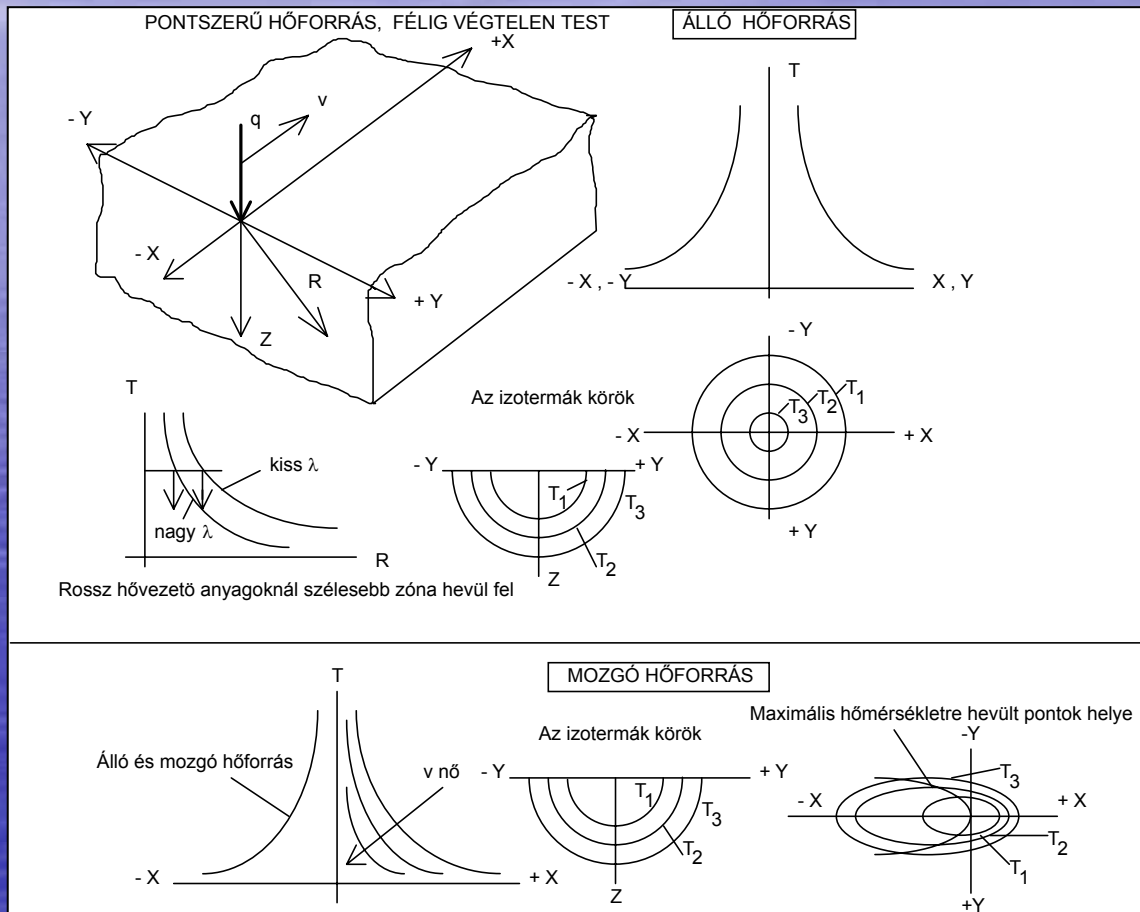 PONTSZERŰ HŐFORRÁS, FÉLIG VÉGTELEN TEST
ÁLLÓ HŐFORRÁS
+X
v
q
- Y
- X
R
+ Y
Z
T
- X , - Y
X , Y
T
kiss λ
nagy λ
R
Rossz hővezetö anyagoknál szélesebb zóna hevül fel
Az izotermák körök
- Y
+ Y
T1
T3
T2
Z
- Y
T1
T2
T3
- X
+ X
+ Y
MOZGÓ HŐFORRÁS
T
Álló és mozgó hőforrás
v nő
- X
+ X
Az izotermák körök
- Y
+ Y
T1
T3
T2
Z
Maximális hőmérsékletre hevült pontok helye
-Y
T3
- X
+ X
T2
T1
+Y